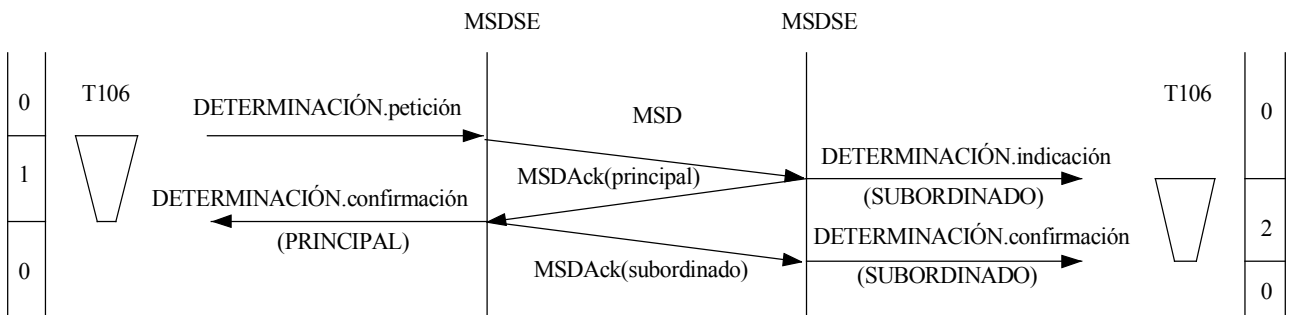 MSDSE MSDSE
T106 T106
0 DETERMINACIÓN.petición MSD 0
DETERMINACIÓN.indicación
1 MSDAck(principal)
(SUBORDINADO)
DETERMINACIÓN.confirmación
(PRINCIPAL)
DETERMINACIÓN.confirmación 2
0 MSDAck(subordinado) (SUBORDINADO)
0